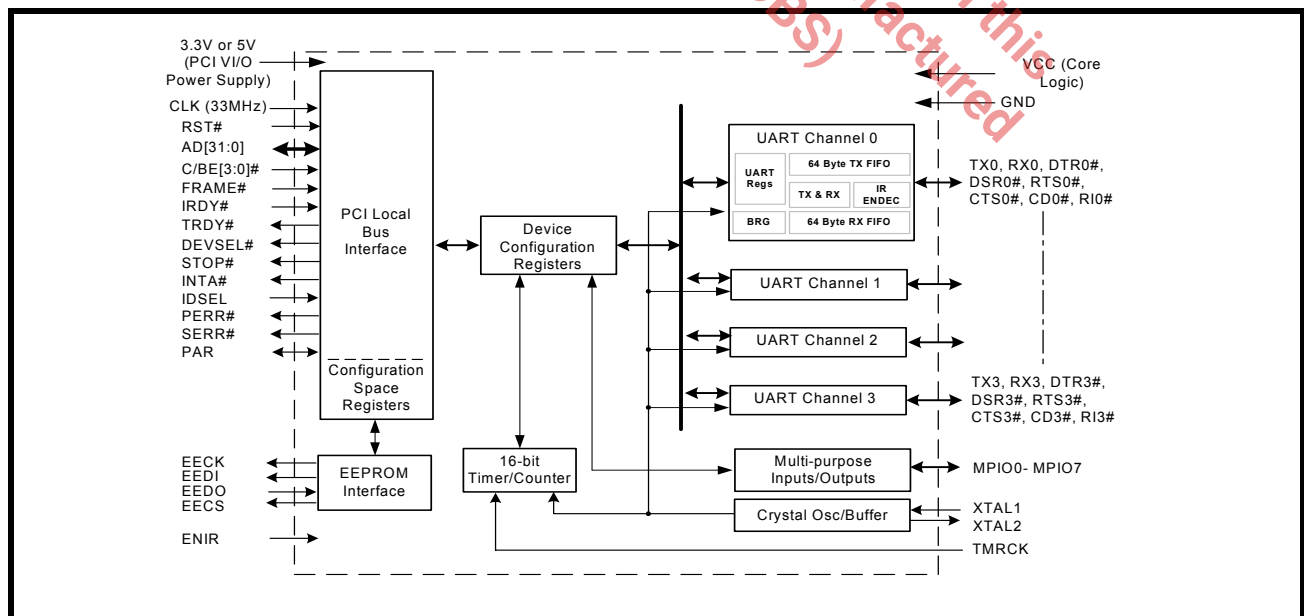 n this
nactured
OBS)
3.3V or 5V
(PCI VI/O
Power Supply)
CLK (33MHz)
RST#
AD[31:0]
C/BE[3:0]#
FRAME#
IRDY#
TRDY#
DEVSEL#
STOP#
INTA#
IDSEL
PERR#
SERR#
PAR
EECK
EEDI
EEDO
EECS
ENIR
PCI Local
Bus
Interface
Configuration
Space
Registers
EEPROM
Interface
Device
Configuration
Registers
16-bit
Timer/Counter
UART Channel 0
UART
Regs
64 Byte TX FIFO
TX & RX
IR
ENDEC
BRG
64 Byte RX FIFO
UART Channel 1
UART Channel 2
UART Channel 3
Multi-purpose
Inputs/Outputs
Crystal Osc/Buffer
VCC (Core
Logic)
GND
TX0, RX0, DTR0#,
DSR0#, RTS0#,
CTS0#, CD0#, RI0#
TX3, RX3, DTR3#,
DSR3#, RTS3#,
CTS3#, CD3#, RI3#
MPIO0- MPIO7
XTAL1
XTAL2
TMRCK